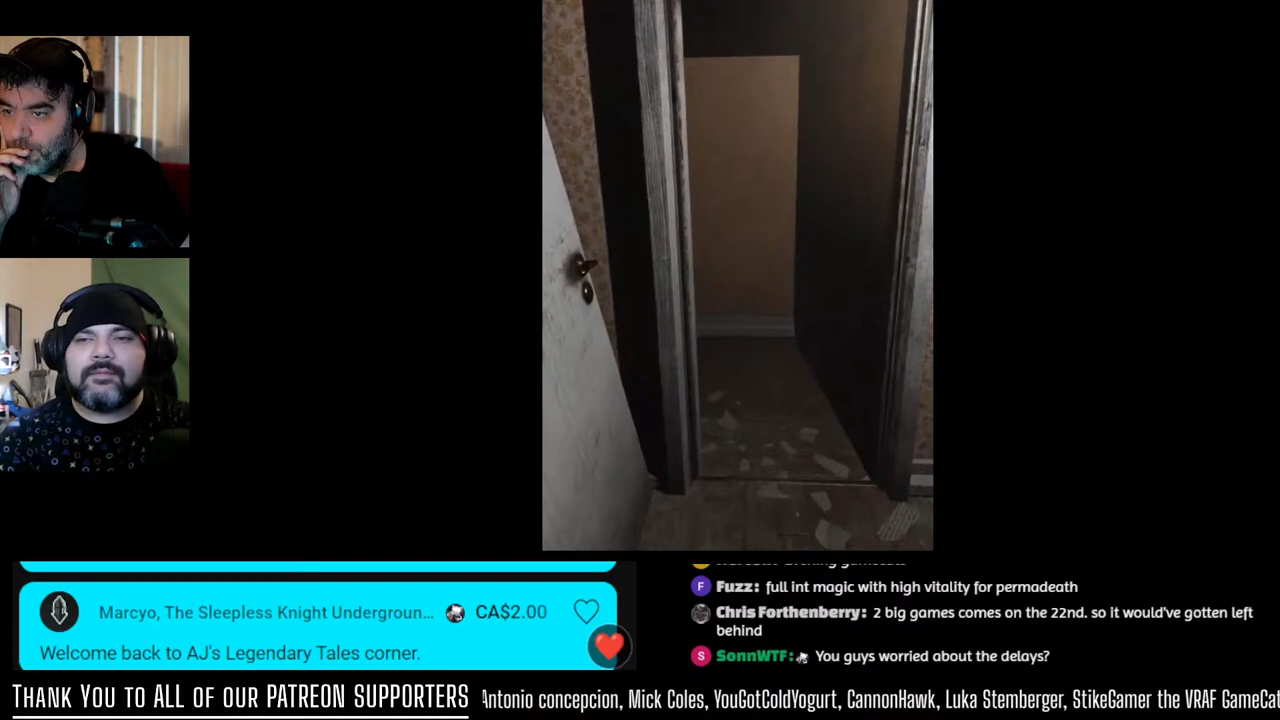 Marcyo, The Sleepless Knight Undergroun... CA$2.00
Welcome back to AJ's Legendary Tales corner.
F Fuzz: full int magic with high vitality for permadeath
Chris Forthenberry: 2 big games comes on the 22nd. so it would've gotten left
behind
S SonnWTF: You guys worried about the delays?
THANK YOU TO ALL OF OUR PATREON SUPPORTERS
Antonio concepcion, Mick Coles, YouGotColdYogurt, CannonHawk, Luka Stemberger, StikeGamer the VRAF GameCat